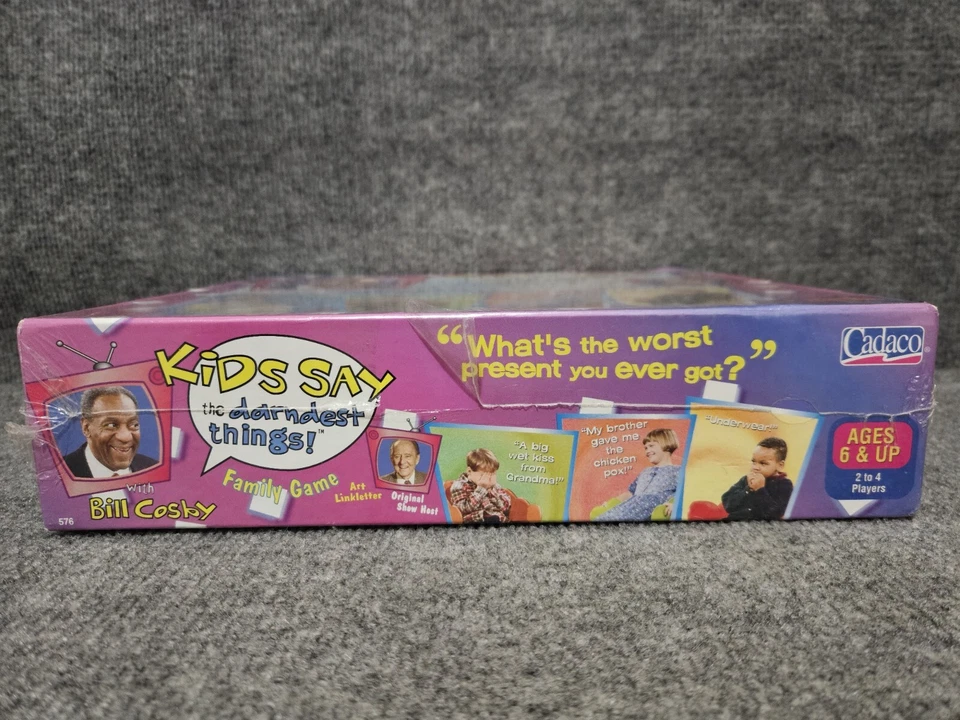 Kids Say
the darndest
things!™
Family Game
with
Bill Cosby
576
Art
Linkletter
Original
Show Host
“What's the worst
present you ever got?”
“A big
wet kiss
from
Grandma!”
“My brother
gave me
the
chicken
pox!”
“Underwear.”
Cadaco®
AGES
6 & UP
2 to 4
Players